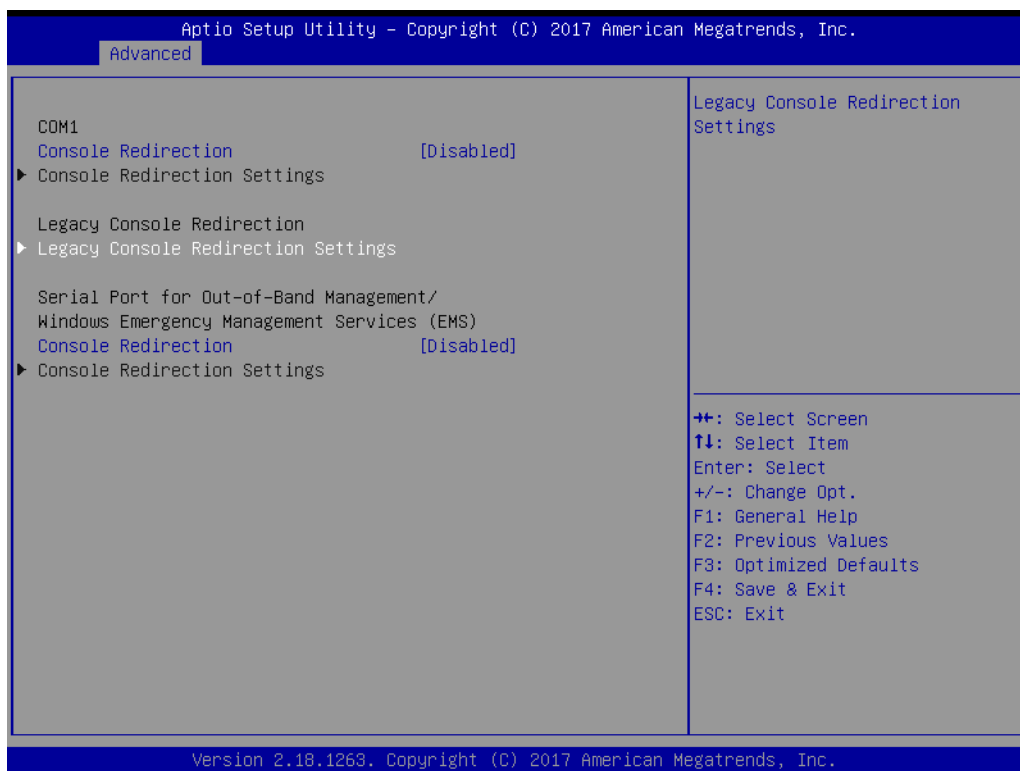 Aptio Setup Utility – Copyright (C) 2017 American Megatrends, Inc.
Advanced
COM1
Console Redirection [Disabled]
▶ Console Redirection Settings
Legacy Console Redirection
▶ Legacy Console Redirection Settings
Serial Port for Out-of-Band Management/
Windows Emergency Management Services (EMS)
Console Redirection [Disabled]
▶ Console Redirection Settings
Legacy Console Redirection
Settings
→←: Select Screen
↑↓: Select Item
Enter: Select
+/-: Change Opt.
F1: General Help
F2: Previous Values
F3: Optimized Defaults
F4: Save & Exit
ESC: Exit
Version 2.18.1263. Copyright (C) 2017 American Megatrends, Inc.